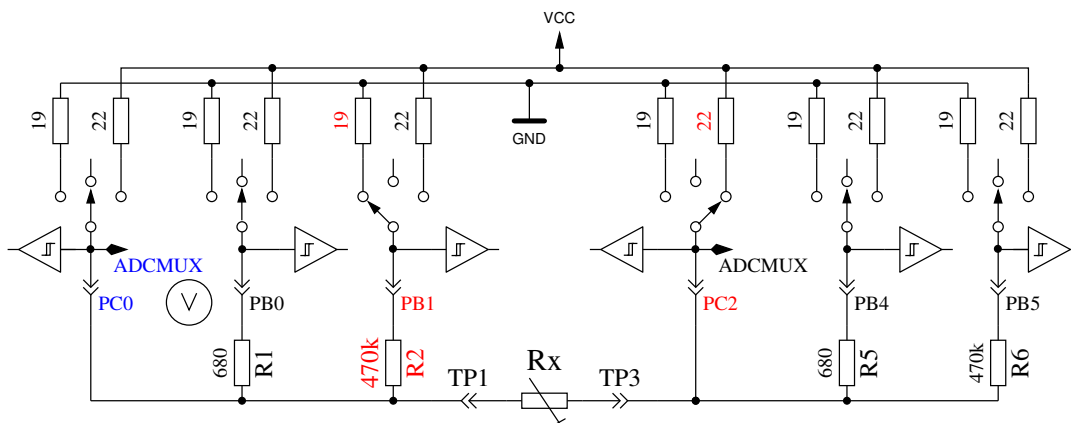 VCC
19 22 19 22 19 22 19 22 19 22 19 22
GND
ADCMUX ADCMUX
PC0 V PB0 PB1 PC2 PB4 PB5
680 R1 470k R2 680 R5 470k R6
TP1 Rx TP3